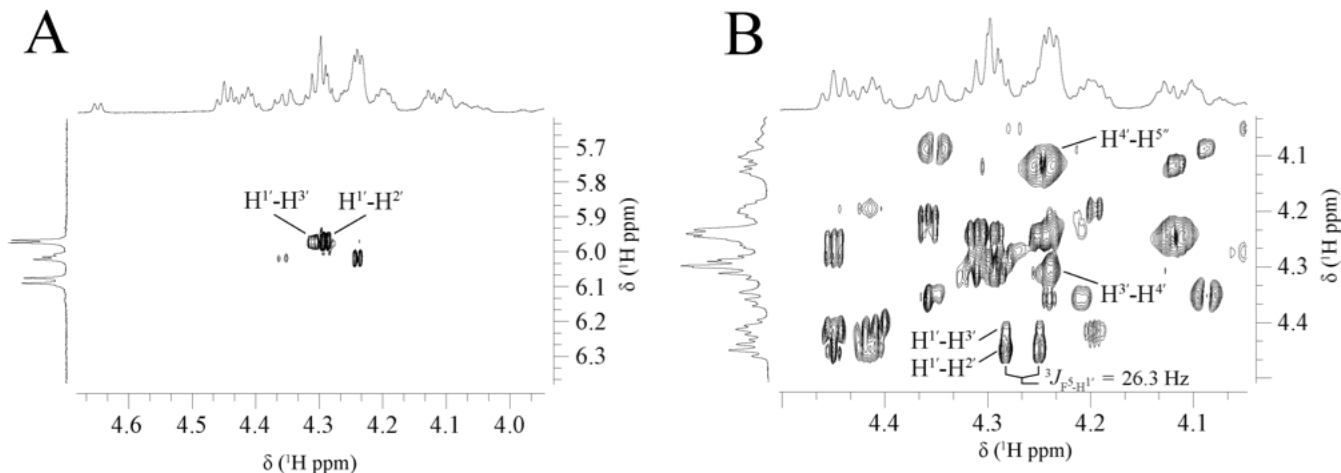 A
H1'-H3'
H1'-H2'
5.7
5.8
5.9
6.0
6.1
6.2
6.3
δ (¹H ppm)
4.6
4.5
4.4
4.3
4.2
4.1
4.0
δ (¹H ppm)
B
H4'-H5″
H3'-H4'
H1'-H3'
H1'-H2'
³J F⁵-H1' = 26.3 Hz
4.1
4.2
4.3
4.4
δ (¹H ppm)
4.4
4.3
4.2
4.1
δ (¹H ppm)